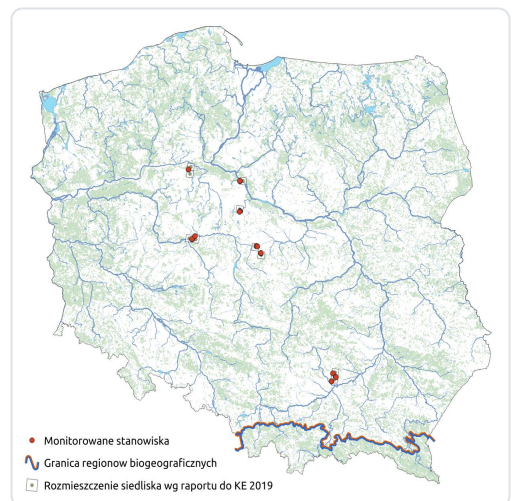 Monitorowane stanowiska
Granica regionow biogeograficznych
Rozmieszczenie siedliska wg raportu do KE 2019